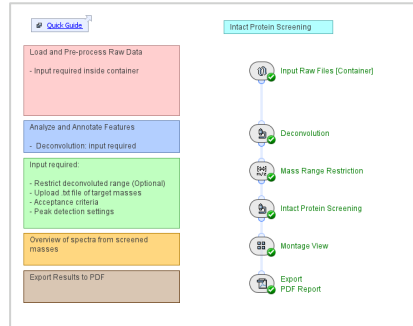 Quick Guide
Intact Protein Screening
Load and Pre-process Raw Data
- Input required inside container
Input Raw Files [Container]
Analyze and Annotate Features
- Deconvolution: input required
Deconvolution
Input required:
- Restrict deconvoluted range (Optional)
- Upload .txt file of target masses
- Acceptance criteria
- Peak detection settings
Mass Range Restriction
Intact Protein Screening
Overview of spectra from screened
masses
Montage View
Export Results to PDF
Export
PDF Report